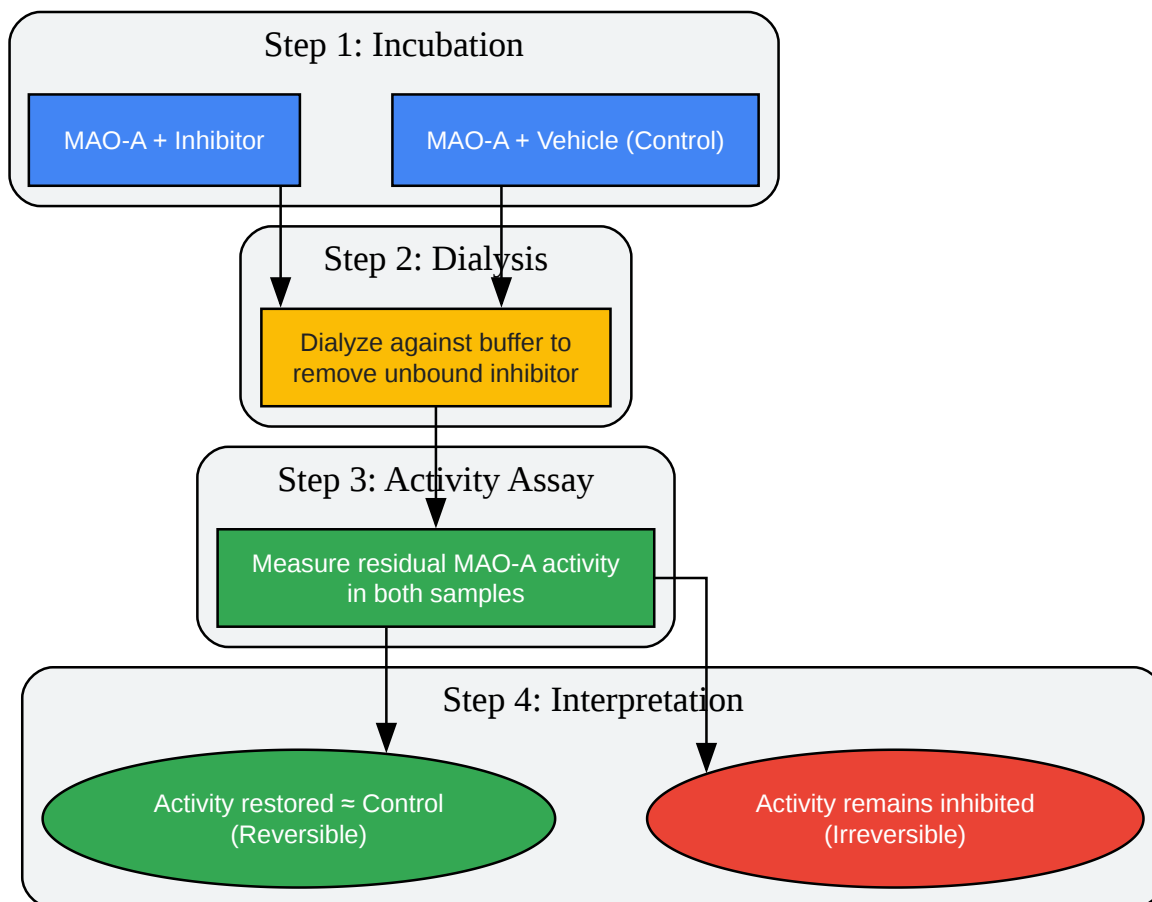 Step 1: Incubation
MAO-A + Inhibitor
MAO-A + Vehicle (Control)
Step 2: Dialysis
Dialyze against buffer to
remove unbound inhibitor
Step 3: Activity Assay
Measure residual MAO-A activity
in both samples
Step 4: Interpretation
Activity restored ≈ Control
(Reversible)
Activity remains inhibited
(Irreversible)